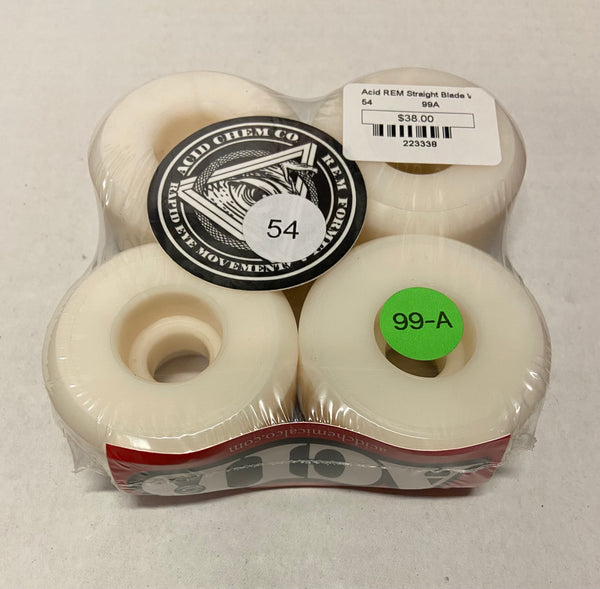 Acid REM Straight Blade
54 99A
$38.00
223338
ACID CHEM CO.
REM
RAPID EYE MOVEMENT
54
99-A
acidchemicalco.com